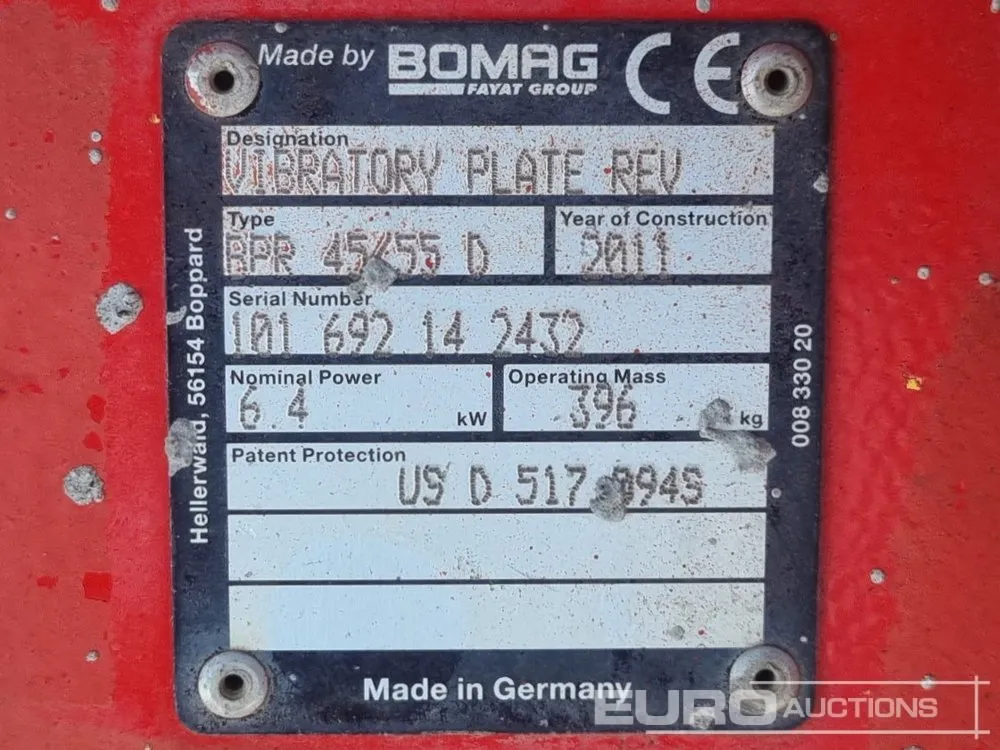 Made by BOMAG
FAYAT GROUP
CE
Designation
VIBRATORY PLATE REV
Type
BPR 45/55 D
Year of Construction
2011
Serial Number
101 692 14 2432
Nominal Power
6.4 kW
Operating Mass
396 kg
Patent Protection
US D 517,094S
Hellerwald, 56154 Boppard
008 330 20
Made in Germany
EURO AUCTIONS